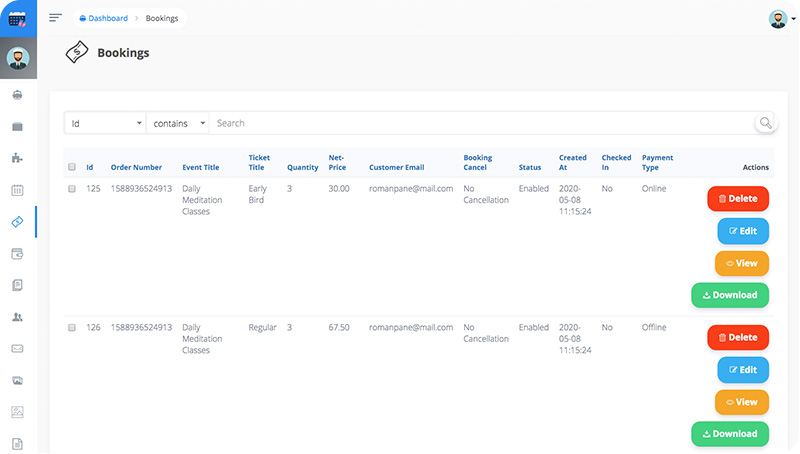 Dashboard > Bookings
Bookings
Id contains Search
Id Order Number Event Title Ticket Title Quantity Net-Price Customer Email Booking Cancel Status Created At Checked In Payment Type Actions
125 1588936524913 Daily Meditation Classes Early Bird 3 30.00 romanpane@mail.com No Cancellation Enabled 2020-05-08 11:15:24 No Online
Delete
Edit
View
Download
126 1588936524913 Daily Meditation Classes Regular 3 67.50 romanpane@mail.com No Cancellation Enabled 2020-05-08 11:15:24 No Offline
Delete
Edit
View
Download